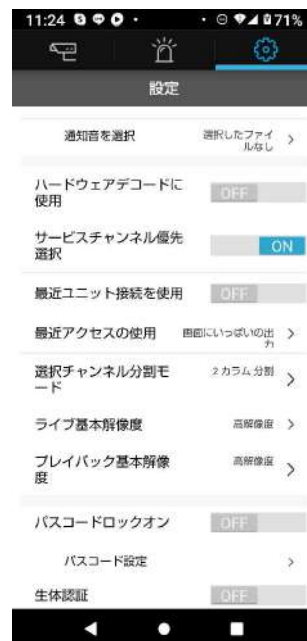 11:24 71%
設定
通知音を選択 選択したファイ
ルなし
ハードウェアデコードに
使用 OFF
サービスチャンネル優先
選択 ON
最近ユニット接続を使用 OFF
最近アクセスの使用 画面にいっぱいの出
力
選択チャンネル分割モ
ード 2カラム分割
ライブ基本解像度 高解像度
プレイバック基本解像
度 高解像度
パスコードロックオン OFF
パスコード設定
生体認証 OFF